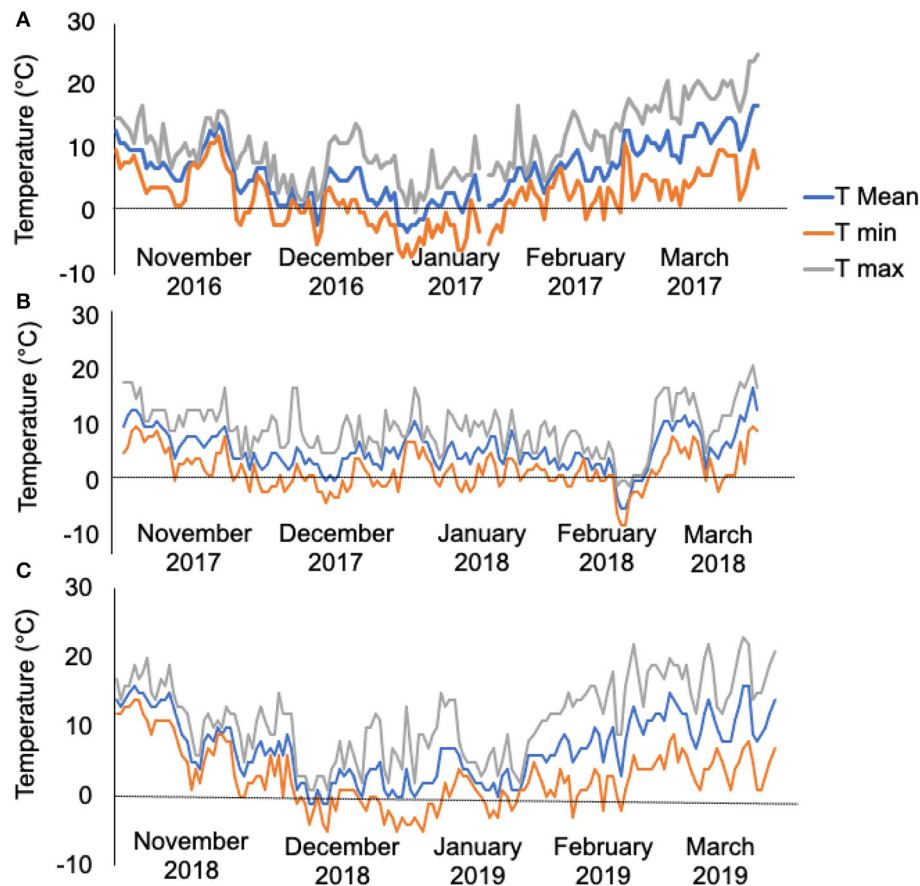 A
30
20
10
0
-10
Temperature (°C)
November December January February March
2016 2016 2017 2017 2017
T Mean
T min
T max
B
30
20
10
0
-10
Temperature (°C)
November December January February March
2017 2017 2018 2018 2018
C
30
20
10
0
-10
Temperature (°C)
November December January February March
2018 2018 2019 2019 2019